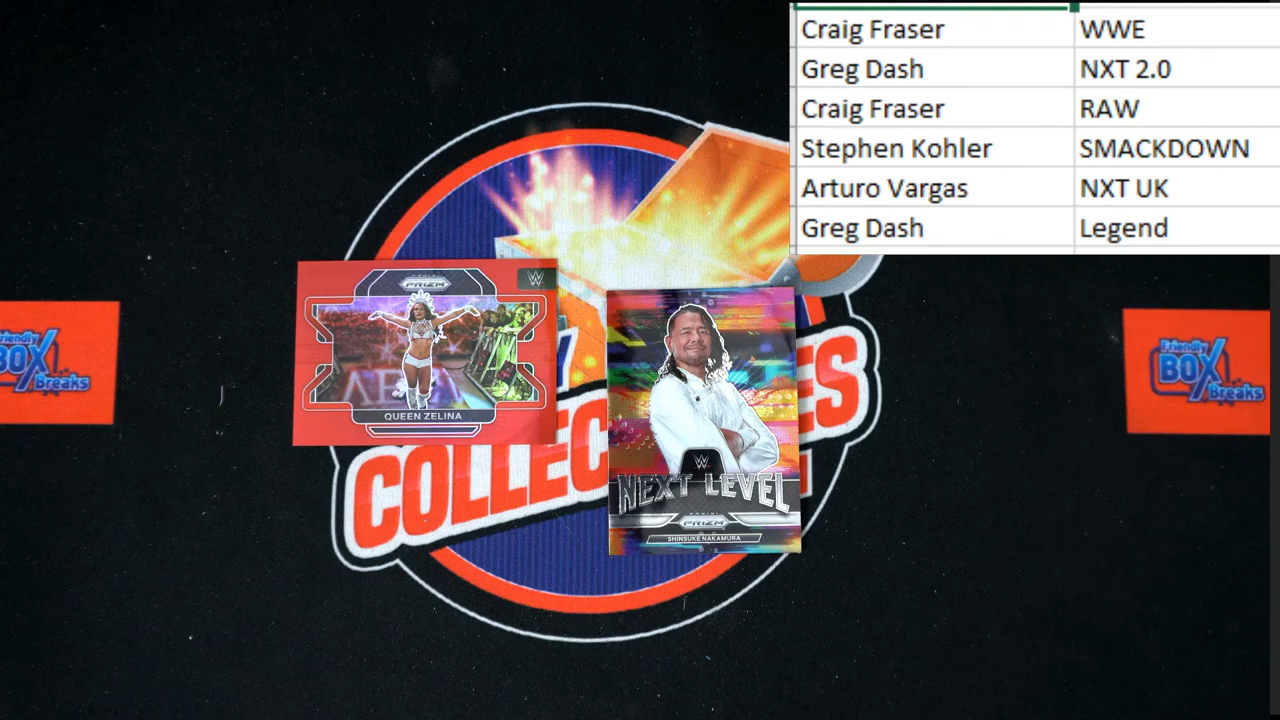 Craig Fraser WWE
Greg Dash NXT 2.0
Craig Fraser RAW
Stephen Kohler SMACKDOWN
Arturo Vargas NXT UK
Greg Dash Legend
PRIZM
W
QUEEN ZELINA
W
NEXT LEVEL
PRIZM
SHINSUKE NAKAMURA
Friendly
BOX
Breaks
Friendly
BOX
Breaks
COLLEC
ES